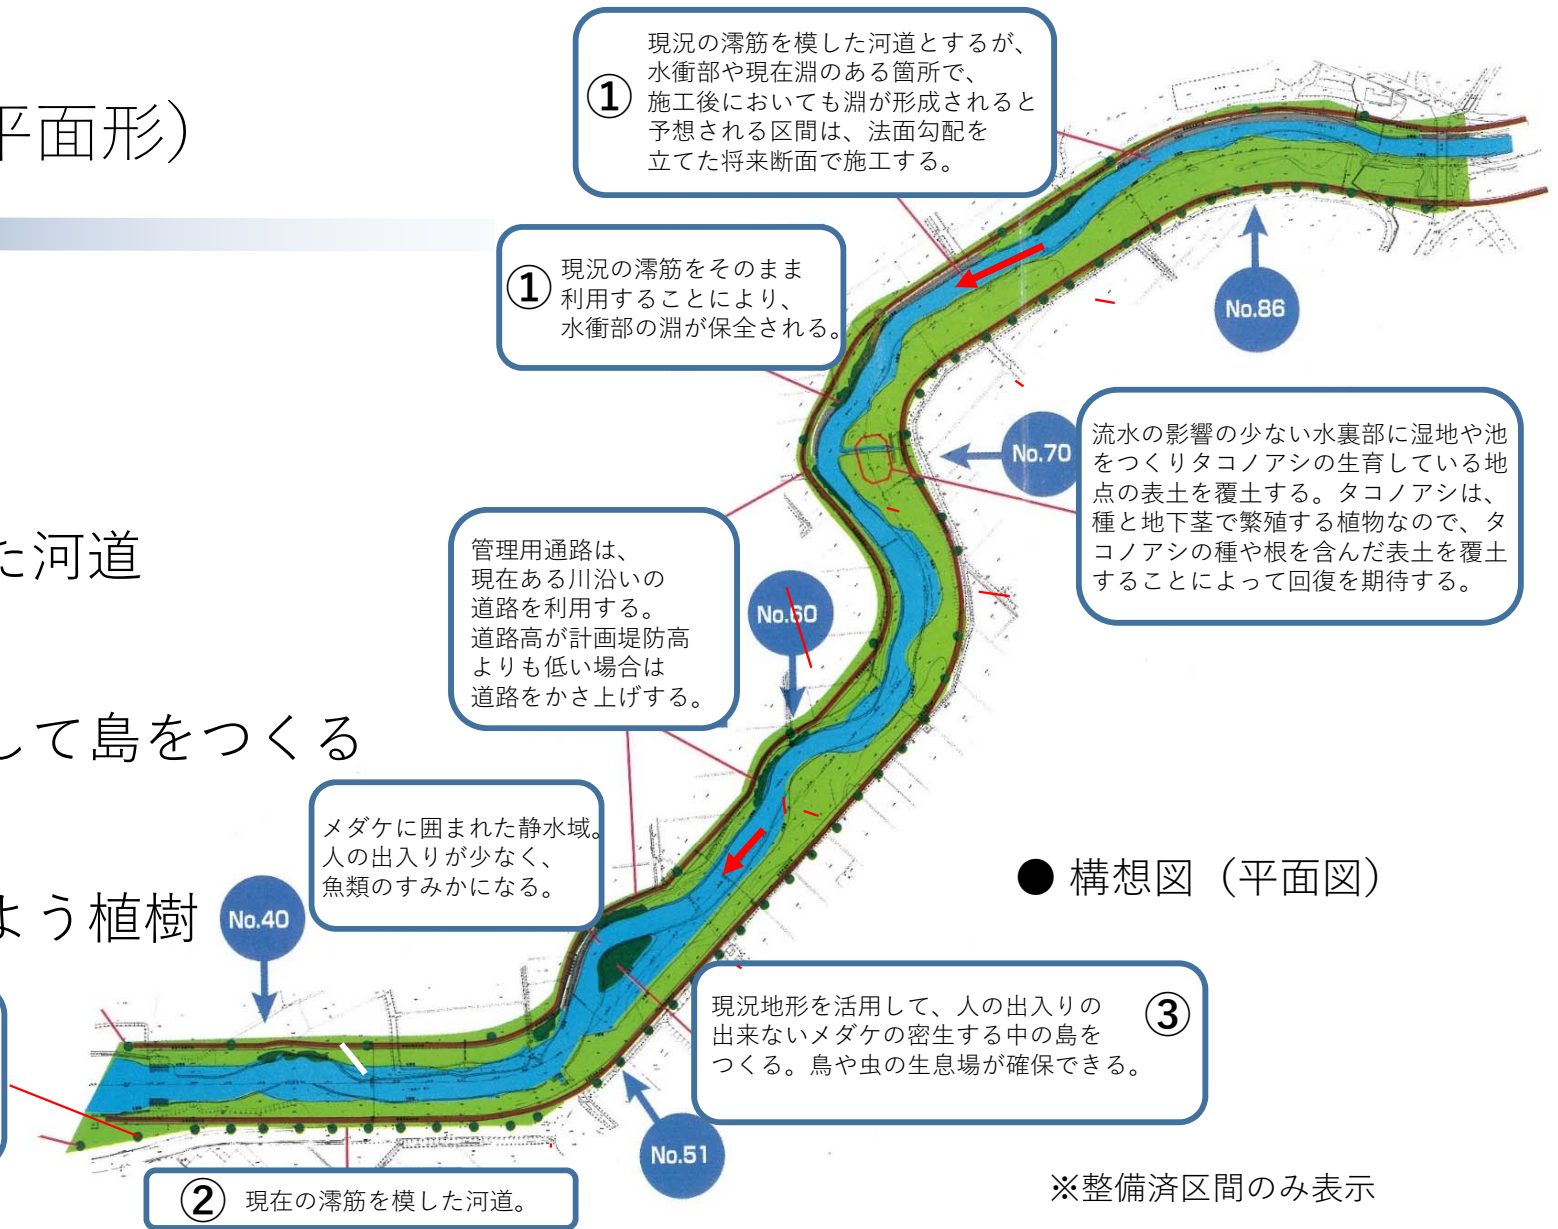 平面形）
①
現況の澪筋を模した河道とするが、
水衝部や現在淵のある箇所で、
施工後においても淵が形成されると
予想される区間は、法面勾配を
立てた将来断面で施工する。
①
現況の澪筋をそのまま
利用することにより、
水衝部の淵が保全される。
No.86
No.70
流水の影響の少ない水裏部に湿地や池
をつくりタコノアシの生育している地
点の表土を覆土する。タコノアシは、
種と地下茎で繁殖する植物なので、タ
コノアシの種や根を含んだ表土を覆土
することによって回復を期待する。
た河道
管理用通路は、
現在ある川沿いの
道路を利用する。
道路高が計画堤防高
よりも低い場合は
道路をかさ上げする。
No.60
して島をつくる
メダケに囲まれた静水域。
人の出入りが少なく、
魚類のすみかになる。
● 構想図（平面図）
よう植樹
No.40
現況地形を活用して、人の出入りの
出来ないメダケの密生する中の島を
つくる。鳥や虫の生息場が確保できる。
③
No.51
② 現在の澪筋を模した河道。
※整備済区間のみ表示